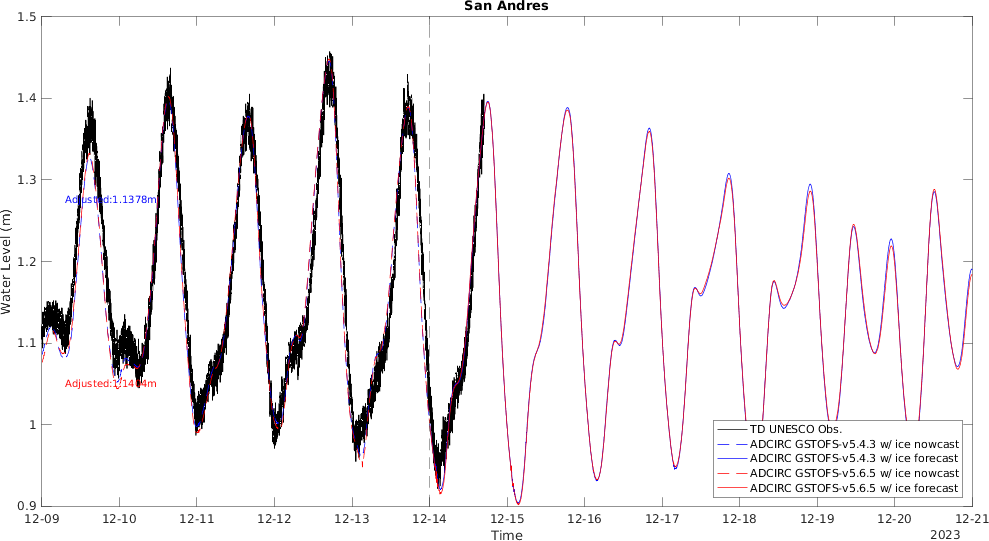 San Andres
1.5
1.4
1.3
1.2
1.1
1
0.9
Water Level (m)
Adjusted:1.1378m
TD UNESCO Obs.
ADCIRC GSTOFS-v5.4.3 w/ ice nowcast
ADCIRC GSTOFS-v5.4.3 w/ ice forecast
ADCIRC GSTOFS-v5.6.5 w/ ice nowcast
ADCIRC GSTOFS-v5.6.5 w/ ice forecast
12-09 12-10 12-11 12-12 12-13 12-14 12-15 12-16 12-17 12-18 12-19 12-20 12-21
Time
2023